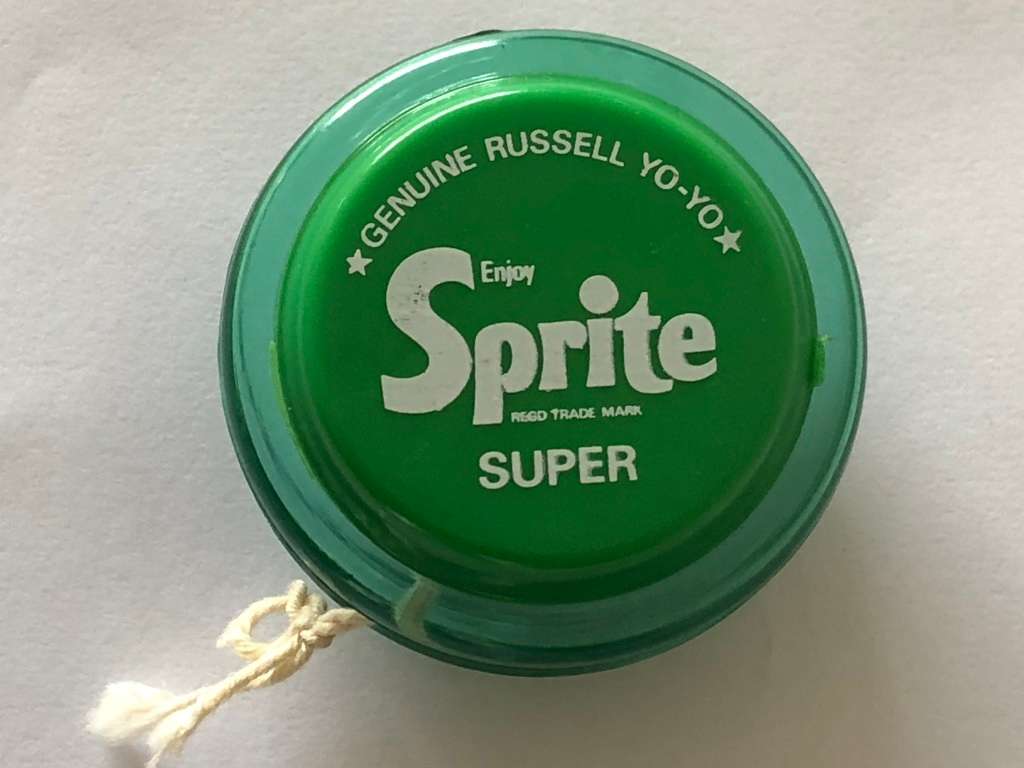 ★GENUINE RUSSELL YO-YO★
Enjoy
Sprite
REGD TRADE MARK
SUPER